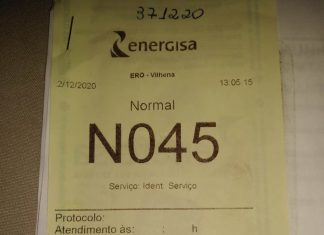 371220
energisa
ERO - Vilhena
2/12/2020 13:05:15
Normal
N045
Serviço: Ident. Serviço
Protocolo:
Atendimento às: : h